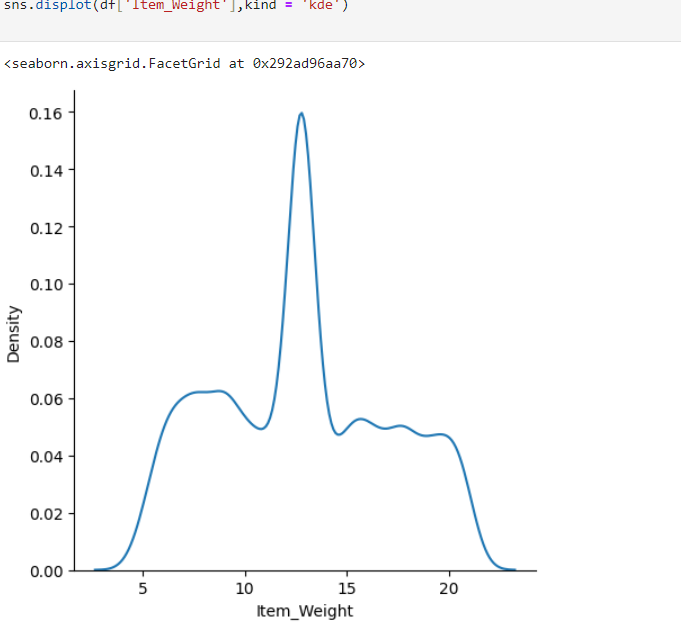 sns.displot(df['Item_Weight'],kind = 'kde')
<seaborn.axisgrid.FacetGrid at 0x292ad96aa70>
0.16
0.14
0.12
0.10
0.08
0.06
0.04
0.02
0.00
Density
5 10 15 20
Item_Weight